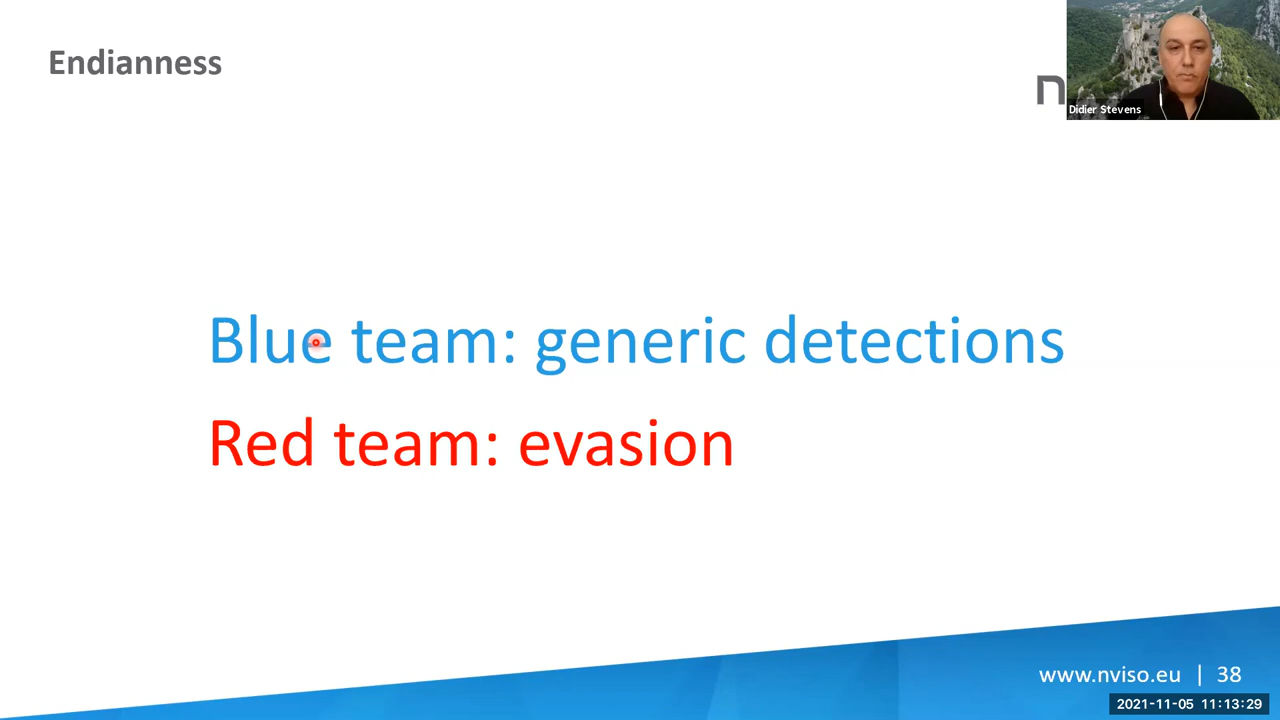 Endianness
n
Didier Stevens
Blue team: generic detections
Red team: evasion
www.nviso.eu | 38
2021-11-05 11:13:29